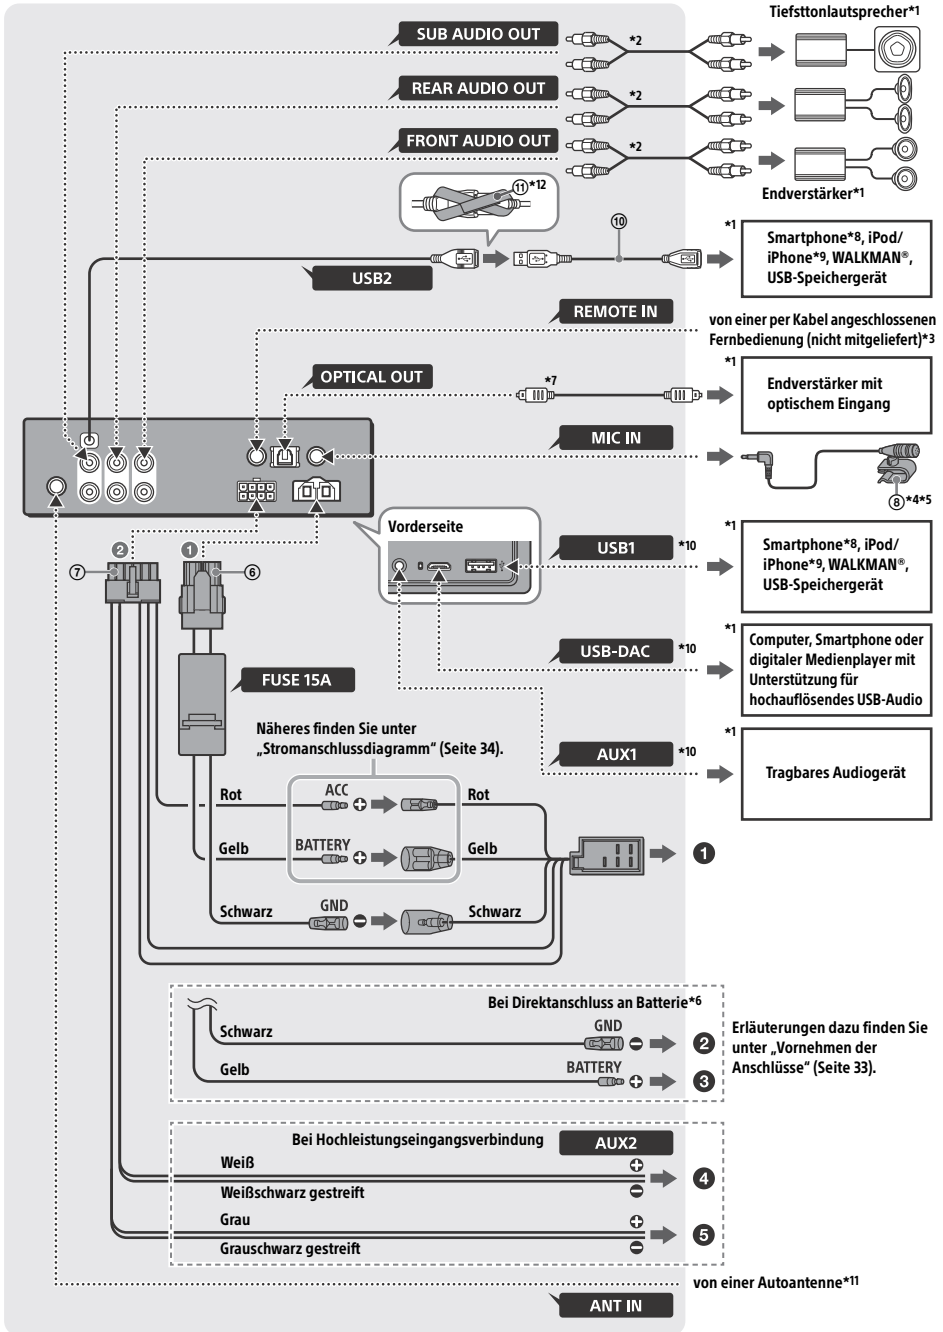 Tiefsttonlautsprecher*1
SUB AUDIO OUT
*2
REAR AUDIO OUT
*2
FRONT AUDIO OUT
*2
Endverstärker*1
⑪*12
⑩
*1
Smartphone*8, iPod/
iPhone*9, WALKMAN®,
USB-Speichergerät
USB2
REMOTE IN
von einer per Kabel angeschlossenen
Fernbedienung (nicht mitgeliefert)*3
OPTICAL OUT
*7
*1
Endverstärker mit
optischem Eingang
MIC IN
⑧*4*5
Vorderseite
USB1
*10
*1
Smartphone*8, iPod/
iPhone*9, WALKMAN®,
USB-Speichergerät
❷
❶
⑦
⑥
USB-DAC
*10
*1
Computer, Smartphone oder
digitaler Medienplayer mit
Unterstützung für
hochauflösendes USB-Audio
FUSE 15A
Näheres finden Sie unter
„Stromanschlussdiagramm“ (Seite 34).
AUX1
*10
*1
Tragbares Audiogerät
Rot
ACC
Rot
Gelb
BATTERY
Gelb
❶
Schwarz
GND
Schwarz
Bei Direktanschluss an Batterie*6
Schwarz
GND
❷
Gelb
BATTERY
❸
Erläuterungen dazu finden Sie
unter „Vornehmen der
Anschlüsse“ (Seite 33).
Bei Hochleistungseingangsverbindung
AUX2
Weiß
Weißschwarz gestreift
❹
Grau
Grauschwarz gestreift
❺
von einer Autoantenne*11
ANT IN